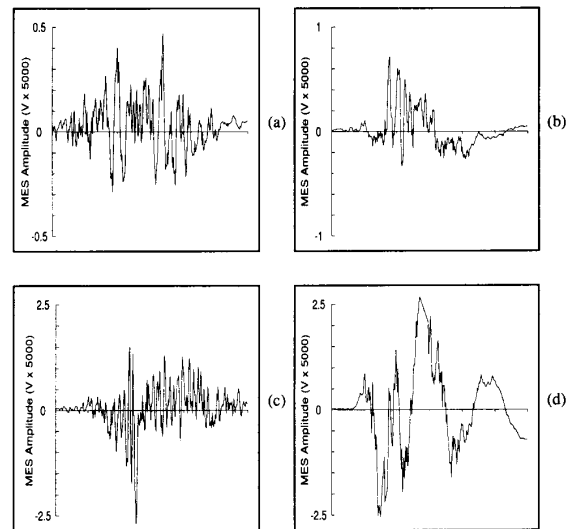 0.5
0
-0.5
MES Amplitude (V x 5000)
(a)
1
0
-1
MES Amplitude (V x 5000)
(b)
2.5
0
-2.5
MES Amplitude (V x 5000)
(c)
2.5
0
-2.5
MES Amplitude (V x 5000)
(d)